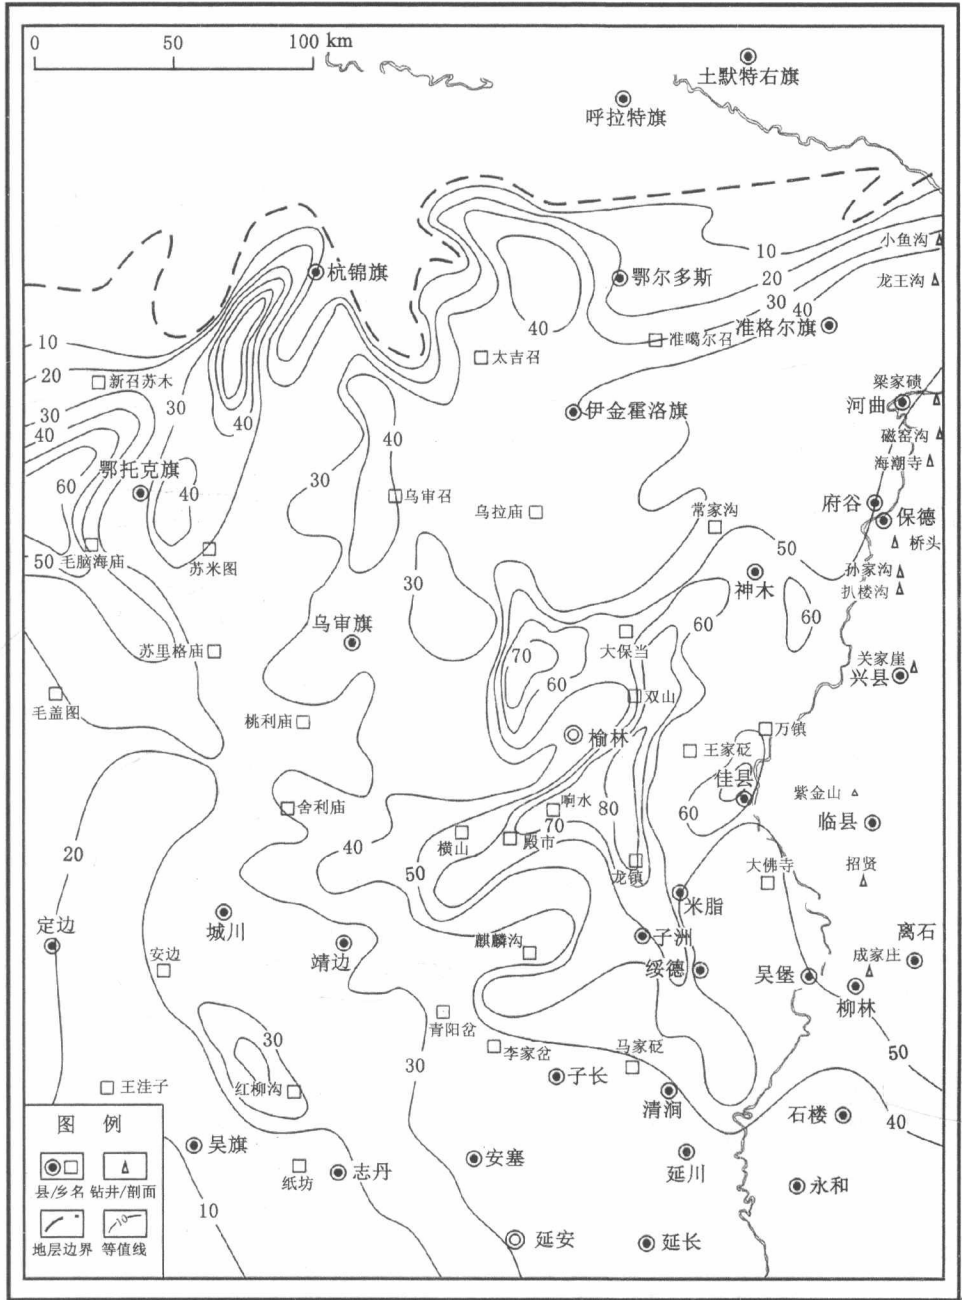 0 50 100 km
土默特右旗
呼拉特旗
小鱼沟
10
杭锦旗
鄂尔多斯
20
龙王沟
30
40
准格尔旗
40
10
准噶尔召
太吉召
20
新召苏木
梁家碛
30
30
40
伊金霍洛旗
河曲
40
40
磁窑沟
鄂托克旗
海潮寺
60
30
40
乌审召
乌拉庙
常家沟
府谷
保德
50
桥头
50
毛脑海庙
苏米图
30
孙家沟
神木
扒楼沟
60
60
乌审旗
大保当
苏里格庙
70
关家崖
兴县
60
毛盖图
双山
桃利庙
榆林
万镇
王家砭
佳县
紫金山
舍利庙
响水
80
60
临县
70
横山
殿市
20
40
50
龙镇
大佛寺
招贤
米脂
定边
城川
子洲
离石
安边
靖边
麒麟沟
绥德
吴堡
成家庄
柳林
青阳岔
30
李家岔
马家砭
50
30
王洼子
红柳沟
子长
清涧
石楼
40
图 例
吴旗
安塞
延川
县/乡名 钻井/剖面
纸坊
志丹
永和
10
10
地层边界 等值线
延安
延长